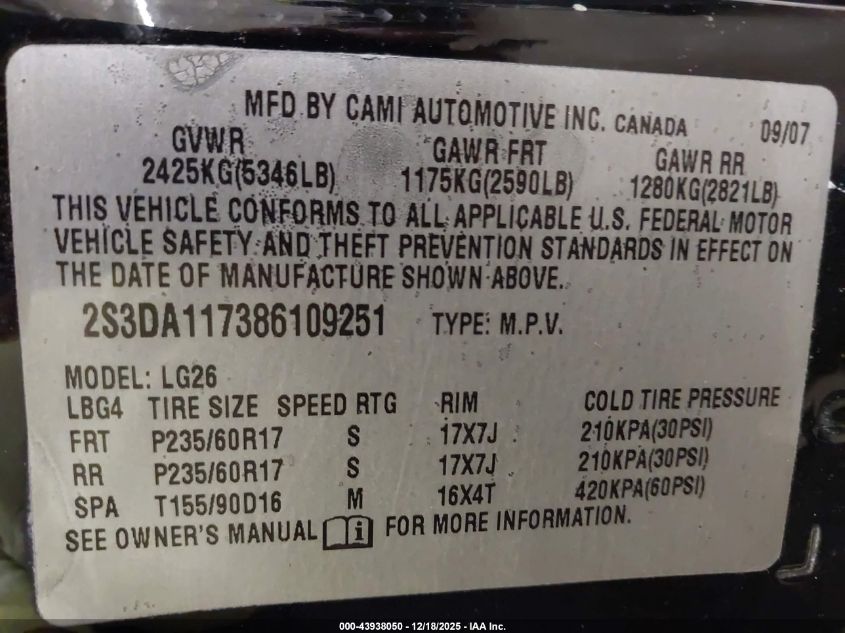 MFD BY CAMI AUTOMOTIVE INC. CANADA 09/07
GVWR GAWR FRT GAWR RR
2425KG(5346LB) 1175KG(2590LB) 1280KG(2821LB)
THIS VEHICLE CONFORMS TO ALL APPLICABLE U.S. FEDERAL MOTOR
VEHICLE SAFETY AND THEFT PREVENTION STANDARDS IN EFFECT ON
THE DATE OF MANUFACTURE SHOWN ABOVE.
2S3DA117386109251 TYPE: M.P.V.
MODEL: LG26
LBG4 TIRE SIZE SPEED RTG RIM COLD TIRE PRESSURE
FRT P235/60R17 S 17X7J 210KPA(30PSI)
RR P235/60R17 S 17X7J 210KPA(30PSI)
SPA T155/90D16 M 16X4T 420KPA(60PSI)
SEE OWNER'S MANUAL i FOR MORE INFORMATION.
000-43938050 - 12/18/2025 - IAA Inc.